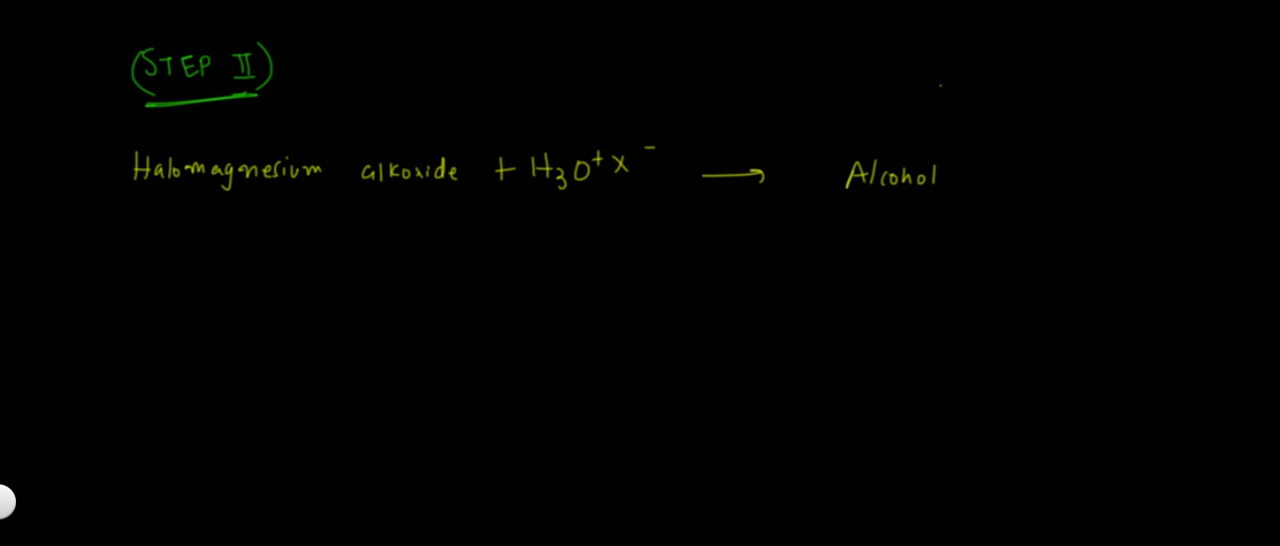 (STEP II)
Halomagnesium alkoxide + H₃O⁺X⁻ ⟶ Alcohol